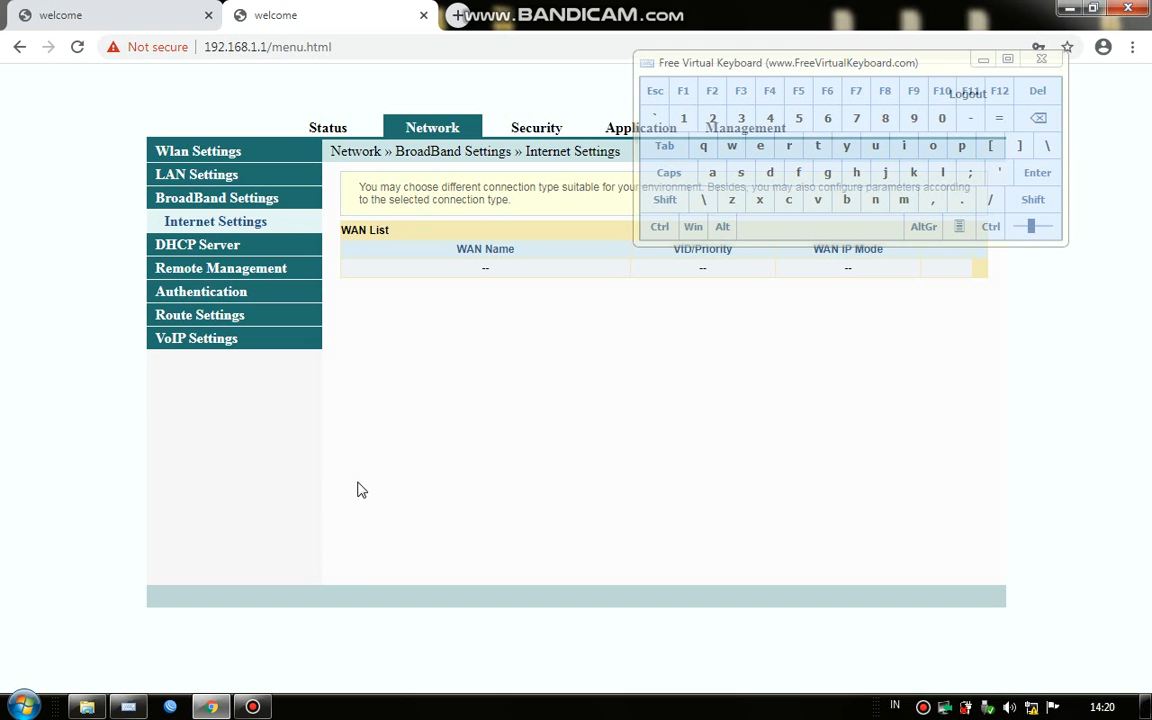 welcome
welcome
www.BANDICAM.com
Not secure
192.168.1.1/menu.html
Free Virtual Keyboard (www.FreeVirtualKeyboard.com)
Esc F1 F2 F3 F4 F5 F6 F7 F8 F9 F10 F11 F12 Del
Logout
` 1 2 3 4 5 6 7 8 9 0 - =
Tab q w e r t y u i o p [ ] \
Caps a s d f g h j k l ; ' Enter
Shift \ z x c v b n m , . / Shift
Ctrl Win Alt AltGr Ctrl
Status Network Security Application Management
Wlan Settings
LAN Settings
BroadBand Settings
Internet Settings
DHCP Server
Remote Management
Authentication
Route Settings
VoIP Settings
Network » BroadBand Settings » Internet Settings
You may choose different connection type suitable for your environment. Besides, you may also configure parameters according
to the selected connection type.
WAN List
WAN Name VID/Priority WAN IP Mode
-- -- --
IN
14:20